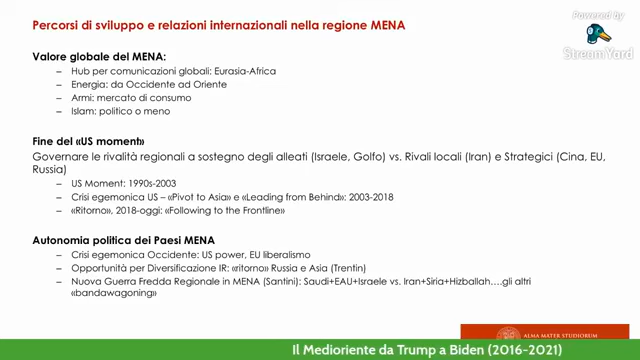 Percorsi di sviluppo e relazioni internazionali nella regione MENA
Powered by
StreamYard
Valore globale del MENA:
– Hub per comunicazioni globali: Eurasia-Africa
– Energia: da Occidente ad Oriente
– Armi: mercato di consumo
– Islam: politico o meno
Fine del «US moment»
Governare le rivalità regionali a sostegno degli alleati (Israele, Golfo) vs. Rivali locali (Iran) e Strategici (Cina, EU,
Russia)
– US Moment: 1990s-2003
– Crisi egemonica US – «Pivot to Asia» e «Leading from Behind»: 2003-2018
– «Ritorno», 2018-oggi: «Following to the Frontline»
Autonomia politica dei Paesi MENA
– Crisi egemonica Occidente: US power, EU liberalismo
– Opportunità per Diversificazione IR: «ritorno» Russia e Asia (Trentin)
– Nuova Guerra Fredda Regionale in MENA (Santini): Saudi+EAU+Israele vs. Iran+Siria+Hizballah….gli altri
«bandawagoning»
ALMA MATER STUDIORUM
Il Medioriente da Trump a Biden (2016-2021)